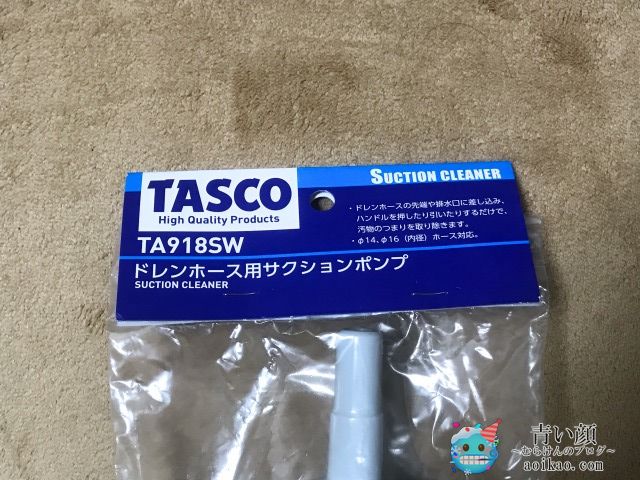 SUCTION CLEANER
TASCO
High Quality Products
TA918SW
ドレンホース用サクションポンプ
SUCTION CLEANER
・ドレンホースの先端や排水口に差し込み、
ハンドルを押したり引いたりするだけで、
汚物のつまりを取り除きます。
・φ14、φ16（内径）ホース対応。
青い顔
～むらけんのブログ～
aoikao.com